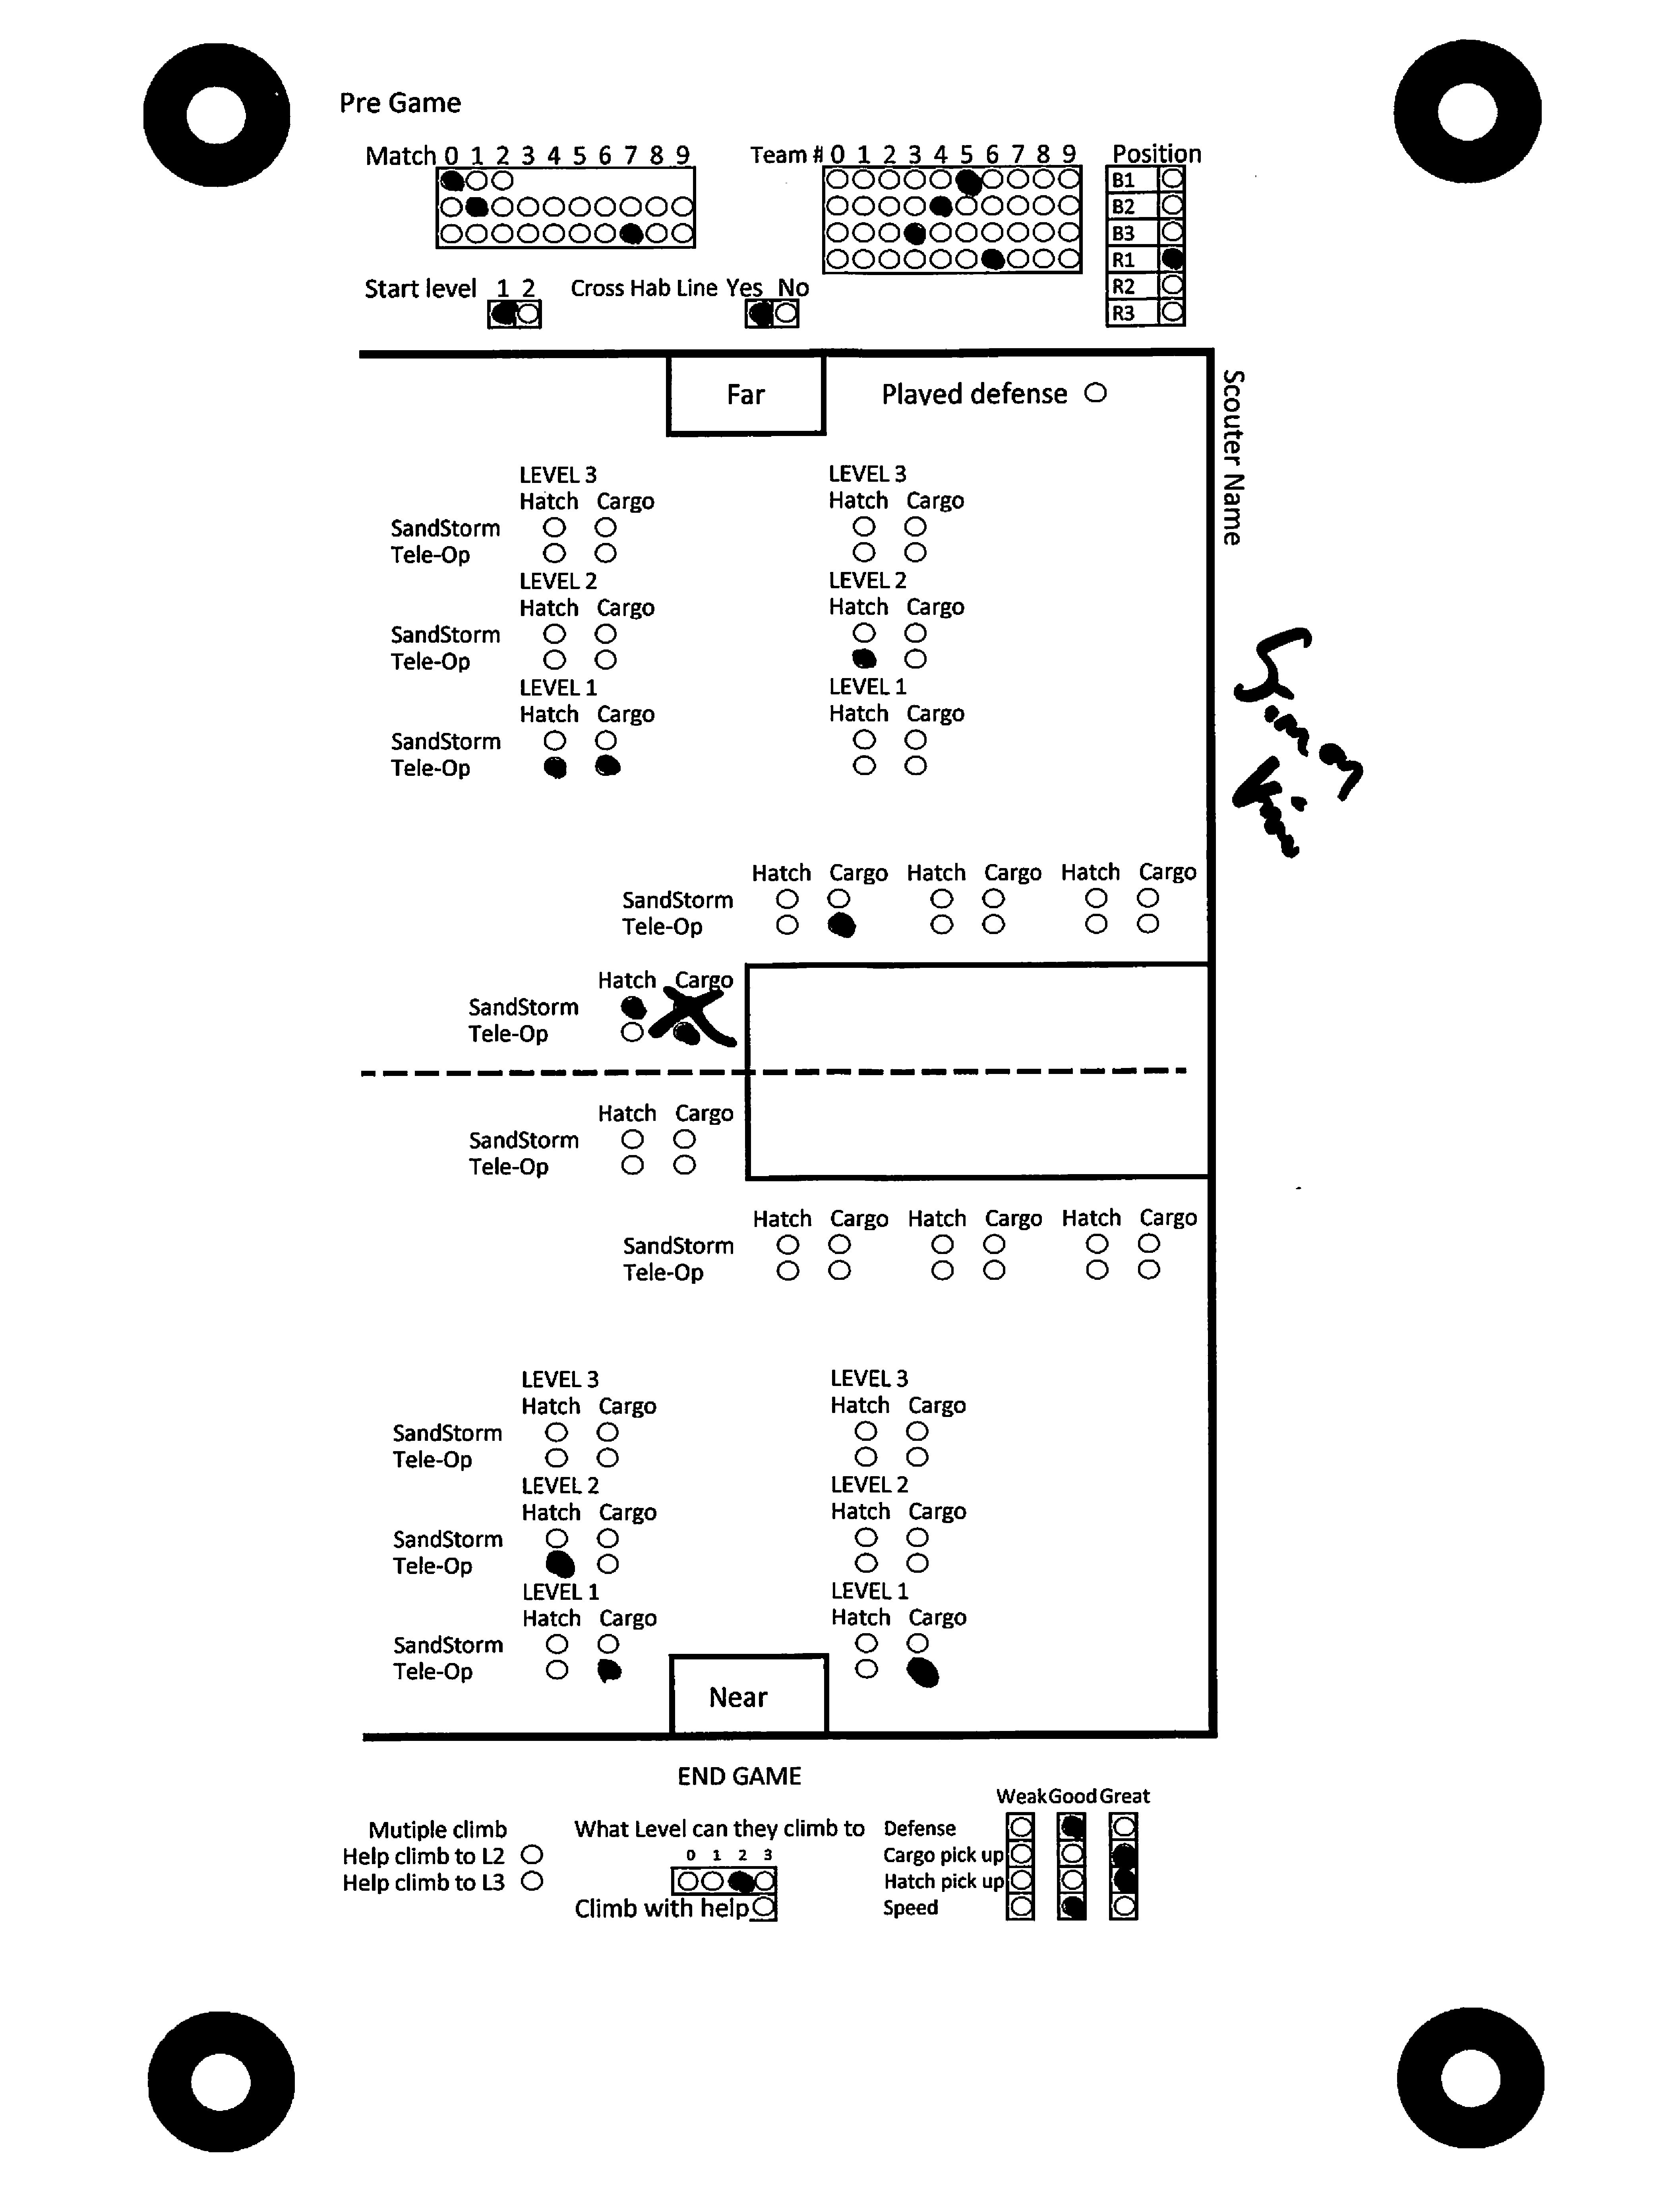 Pre Game
Match 0 1 2 3 4 5 6 7 8 9
Team # 0 1 2 3 4 5 6 7 8 9
Position
B1
B2
B3
R1
R2
R3
Start level 1 2
Cross Hab Line Yes No
Far
Played defense
Scouter Name
Simon
Kim
LEVEL 3 LEVEL 3
Hatch Cargo Hatch Cargo
SandStorm
Tele-Op
LEVEL 2 LEVEL 2
Hatch Cargo Hatch Cargo
SandStorm
Tele-Op
LEVEL 1 LEVEL 1
Hatch Cargo Hatch Cargo
SandStorm
Tele-Op
Hatch Cargo Hatch Cargo Hatch Cargo
SandStorm
Tele-Op
Hatch Cargo
SandStorm
Tele-Op
Hatch Cargo
SandStorm
Tele-Op
Hatch Cargo Hatch Cargo Hatch Cargo
SandStorm
Tele-Op
LEVEL 3 LEVEL 3
Hatch Cargo Hatch Cargo
SandStorm
Tele-Op
LEVEL 2 LEVEL 2
Hatch Cargo Hatch Cargo
SandStorm
Tele-Op
LEVEL 1 LEVEL 1
Hatch Cargo Hatch Cargo
SandStorm
Tele-Op
Near
END GAME
Mutiple climb
Help climb to L2
Help climb to L3
What Level can they climb to
0 1 2 3
Climb with help
Weak Good Great
Defense
Cargo pick up
Hatch pick up
Speed